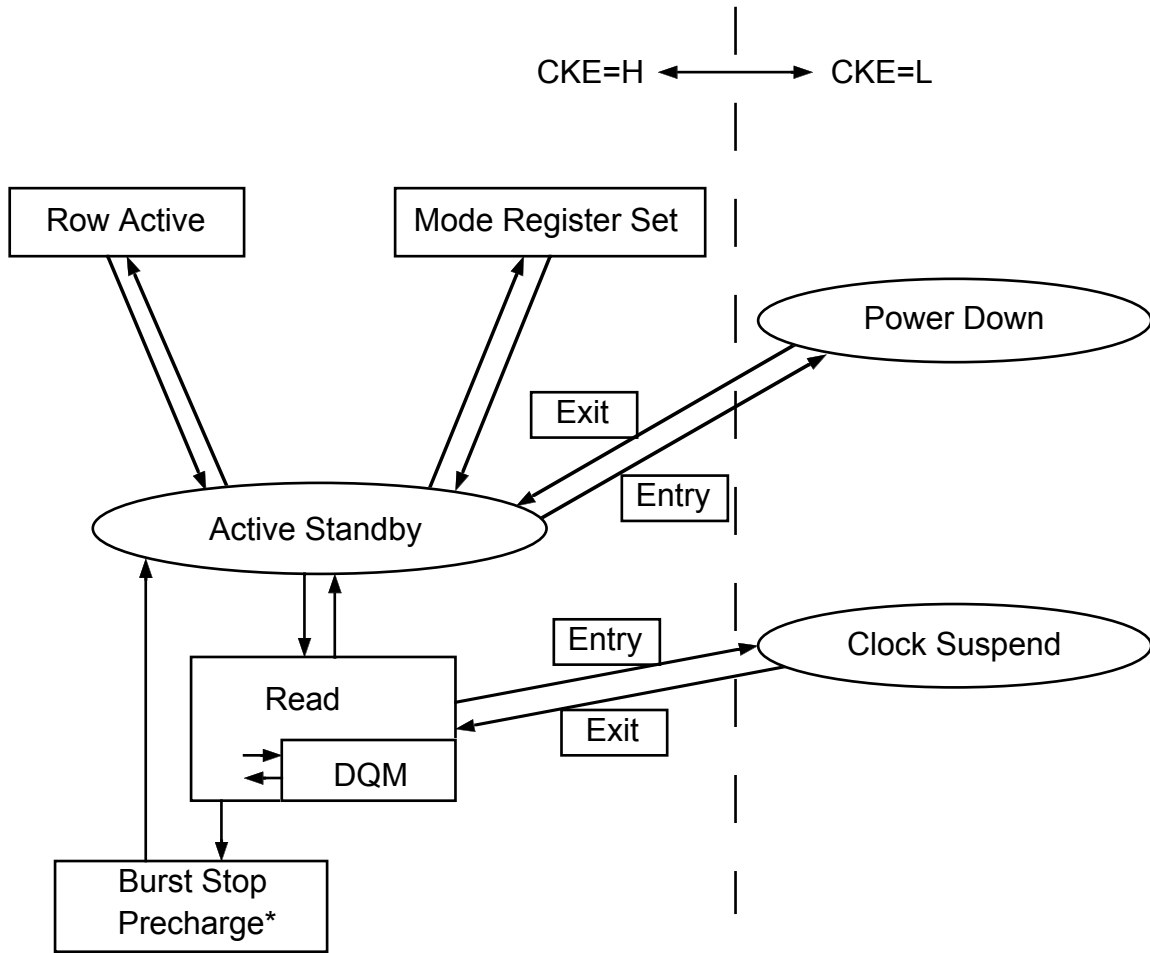 CKE=H
CKE=L
Row Active
Mode Register Set
Power Down
Exit
Entry
Active Standby
Entry
Clock Suspend
Read
Exit
DQM
Burst Stop
Precharge*